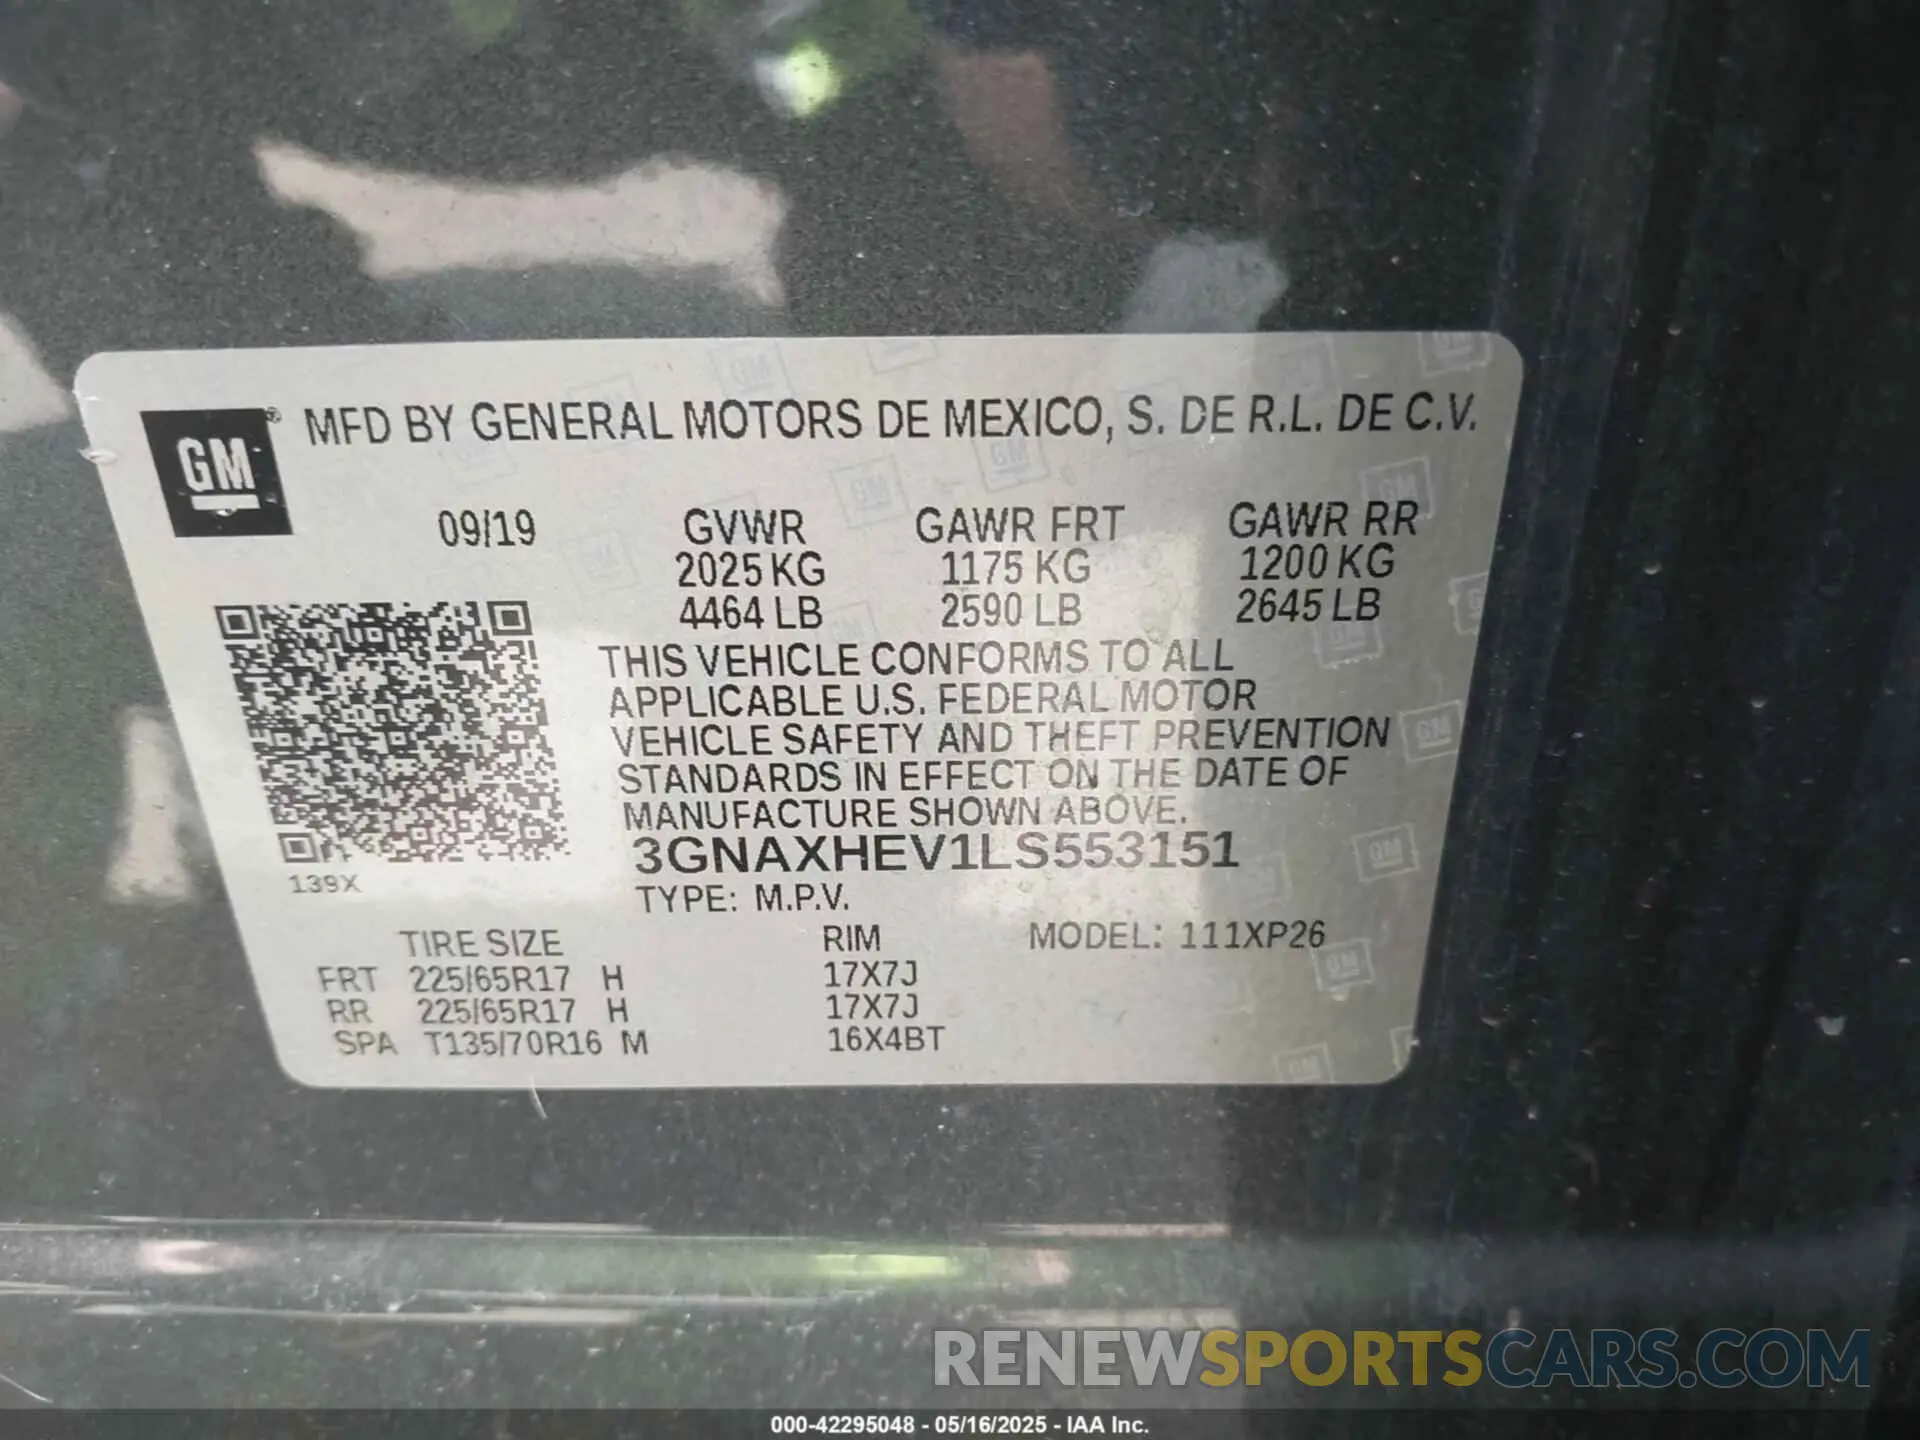 GM® MFD BY GENERAL MOTORS DE MEXICO, S. DE R.L. DE C.V.
09/19 GVWR GAWR FRT GAWR RR
2025 KG 1175 KG 1200 KG
4464 LB 2590 LB 2645 LB
THIS VEHICLE CONFORMS TO ALL
APPLICABLE U.S. FEDERAL MOTOR
VEHICLE SAFETY AND THEFT PREVENTION
STANDARDS IN EFFECT ON THE DATE OF
MANUFACTURE SHOWN ABOVE.
3GNAXHEV1LS553151
139X
TYPE: M.P.V.
TIRE SIZE RIM MODEL: 111XP26
FRT 225/65R17 H 17X7J
RR 225/65R17 H 17X7J
SPA T135/70R16 M 16X4BT
RENEWSPORTSCARS.COM
000-42295048 - 05/16/2025 - IAA Inc.